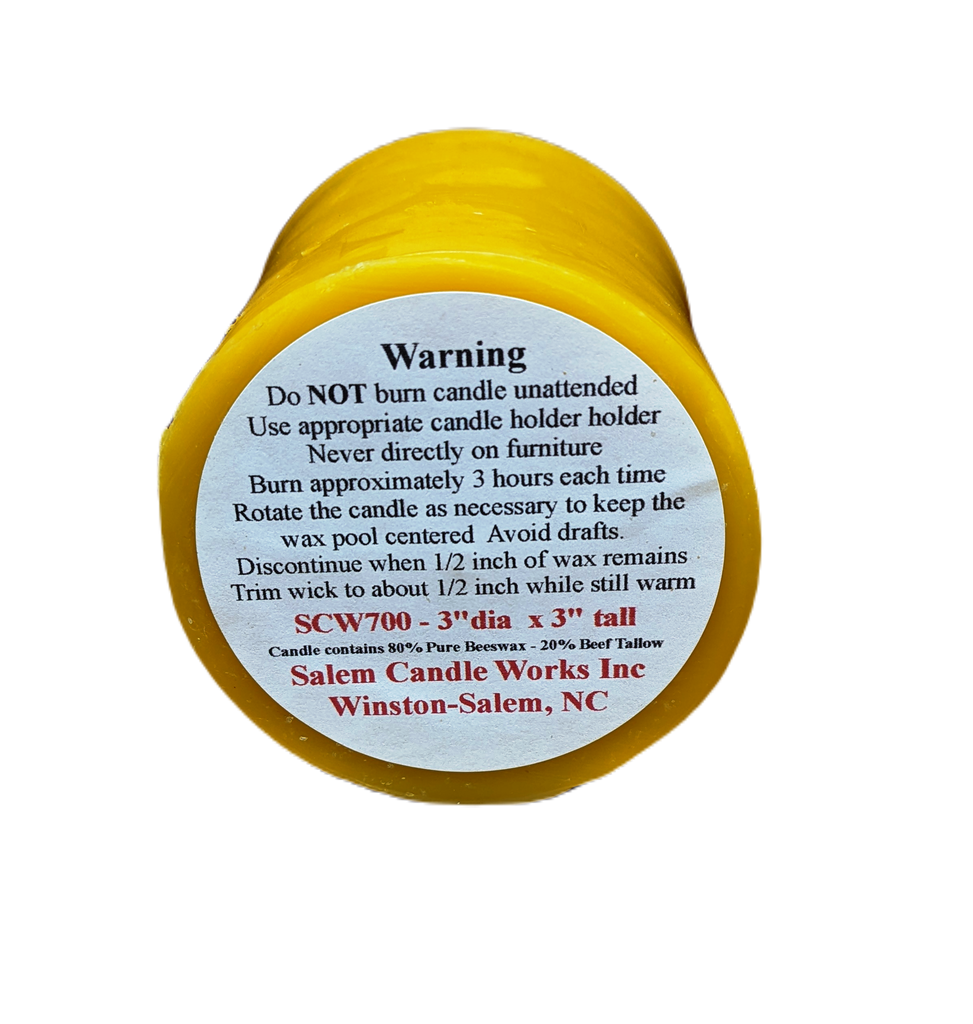 Warning
Do NOT burn candle unattended
Use appropriate candle holder holder
Never directly on furniture
Burn approximately 3 hours each time
Rotate the candle as necessary to keep the
wax pool centered  Avoid drafts.
Discontinue when 1/2 inch of wax remains
Trim wick to about 1/2 inch while still warm
SCW700 - 3"dia  x 3" tall
Candle contains 80% Pure Beeswax - 20% Beef Tallow
Salem Candle Works Inc
Winston-Salem, NC